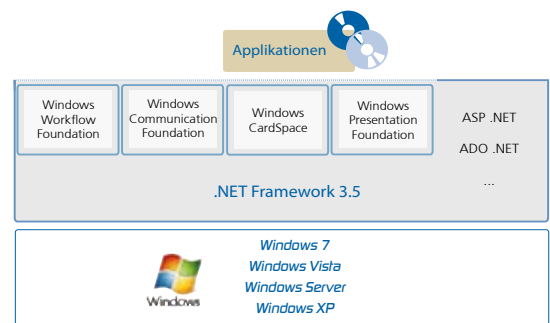 Applikationen
Windows
Workflow
Foundation
Windows
Communication
Foundation
Windows
CardSpace
Windows
Presentation
Foundation
ASP .NET
ADO .NET
...
.NET Framework 3.5
Windows
Windows 7
Windows Vista
Windows Server
Windows XP